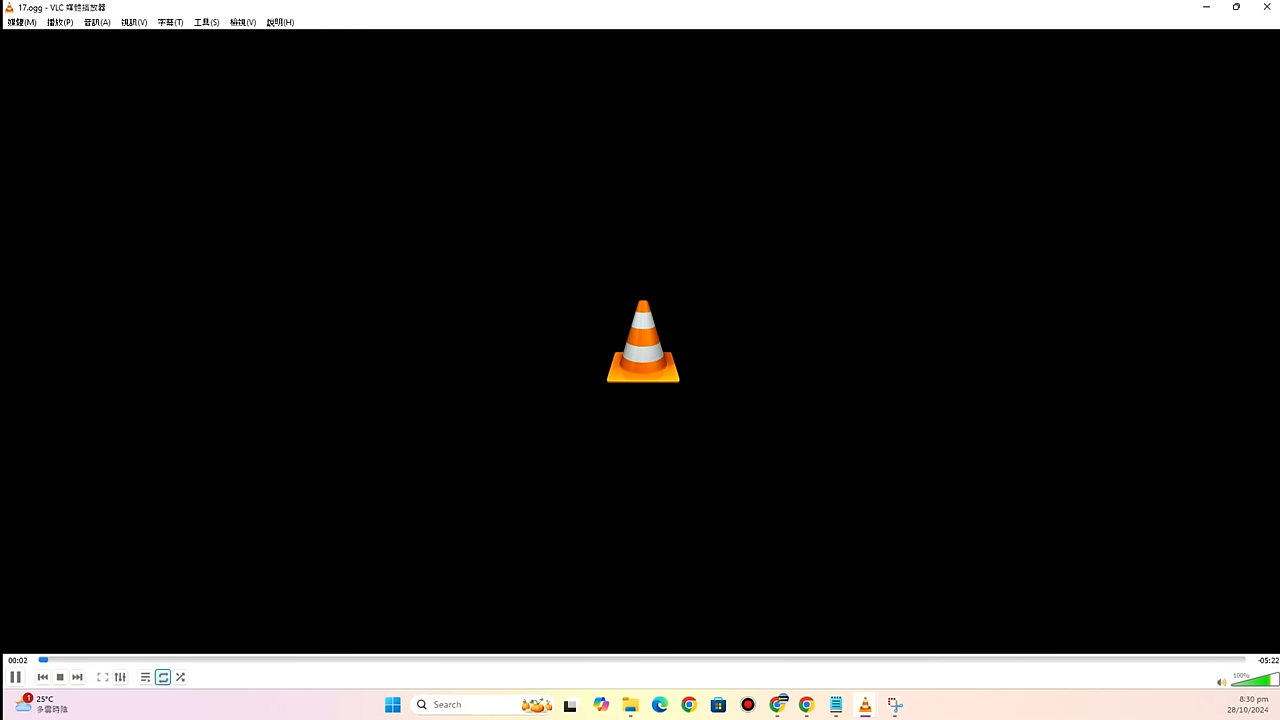 17.ogg - VLC 媒體播放器
媒體(M) 播放(P) 音訊(A) 視訊(V) 字幕(T) 工具(S) 檢視(V) 說明(H)
00:02
-05:22
100%
1
25°C
多雲時陰
Search
8:30 pm
28/10/2024